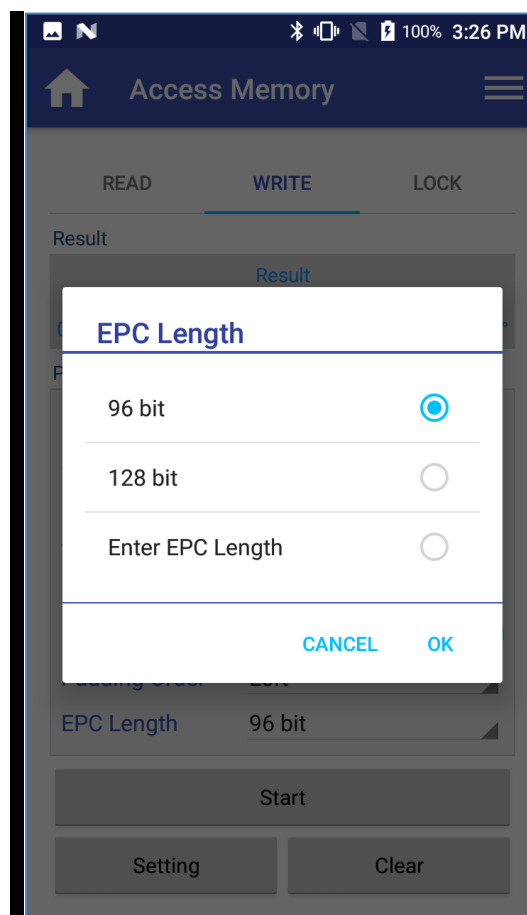 100% 3:26 PM
Access Memory
READ WRITE LOCK
Result
Result
EPC Length
96 bit
128 bit
Enter EPC Length
CANCEL OK
EPC Length 96 bit
Start
Setting Clear